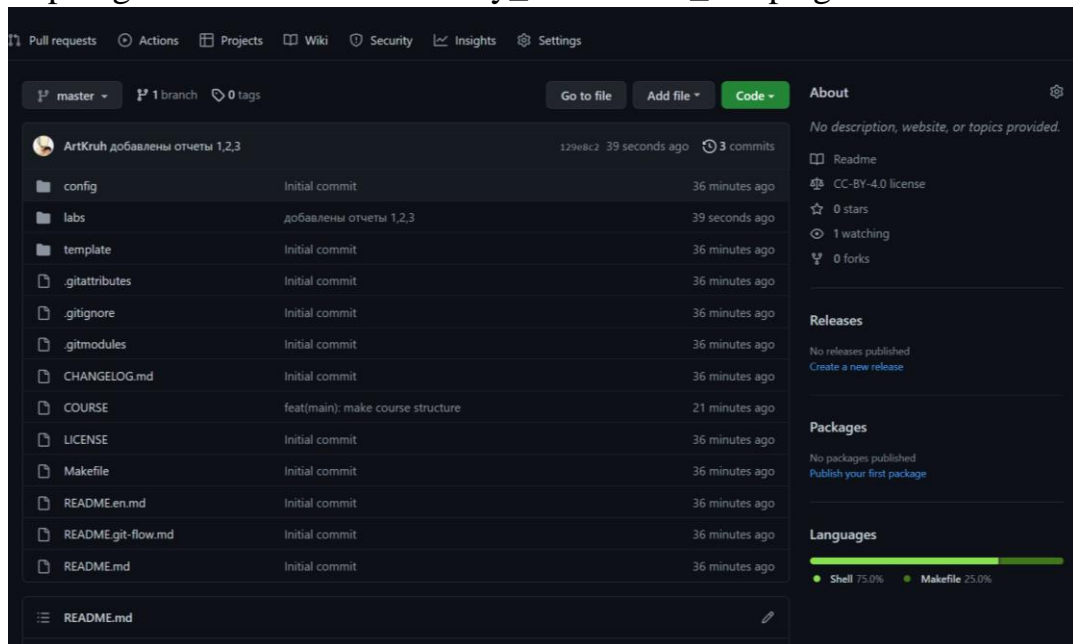 Pull requests Actions Projects Wiki Security Insights Settings
master 1 branch 0 tags Go to file Add file Code
ArtKruh добавлены отчеты 1,2,3 129e8c2 39 seconds ago 3 commits
config Initial commit 36 minutes ago
labs добавлены отчеты 1,2,3 39 seconds ago
template Initial commit 36 minutes ago
.gitattributes Initial commit 36 minutes ago
.gitignore Initial commit 36 minutes ago
.gitmodules Initial commit 36 minutes ago
CHANGELOG.md Initial commit 36 minutes ago
COURSE feat(main): make course structure 21 minutes ago
LICENSE Initial commit 36 minutes ago
Makefile Initial commit 36 minutes ago
README.en.md Initial commit 36 minutes ago
README.git-flow.md Initial commit 36 minutes ago
README.md Initial commit 36 minutes ago
README.md
About
No description, website, or topics provided.
Readme
CC-BY-4.0 license
0 stars
1 watching
0 forks
Releases
No releases published
Create a new release
Packages
No packages published
Publish your first package
Languages
Shell 75.0% Makefile 25.0%